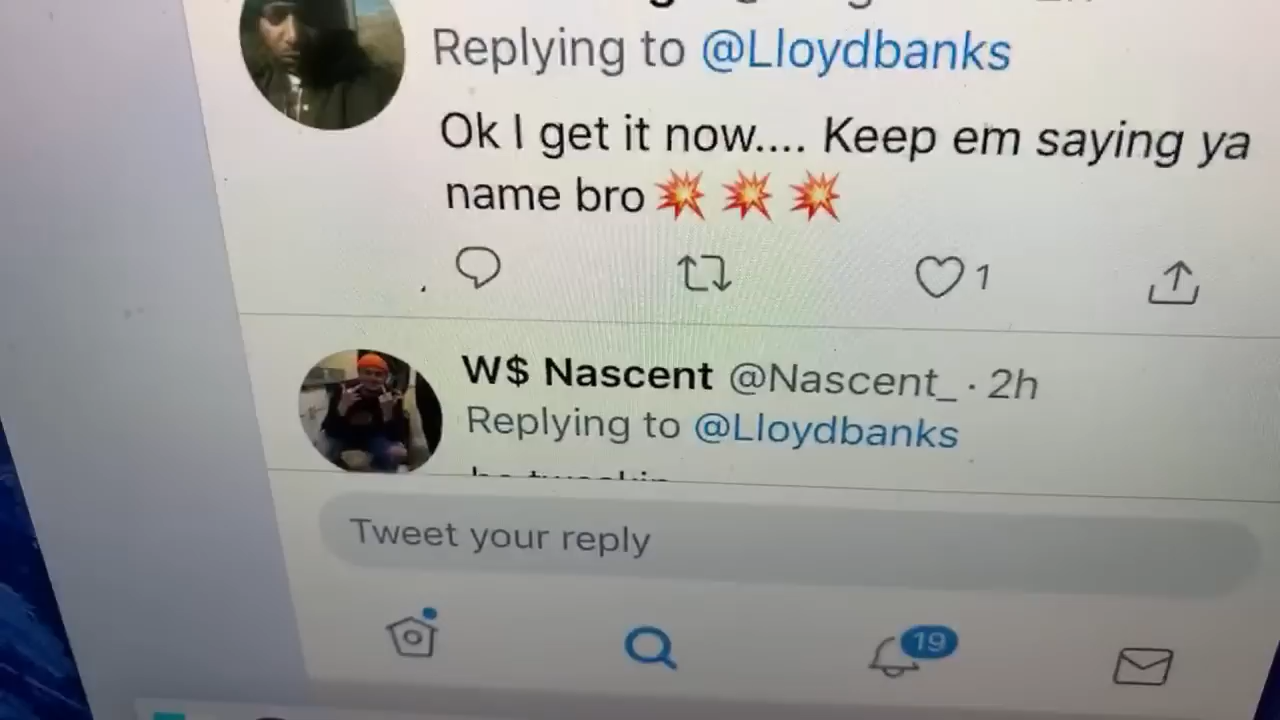 Replying to @Lloydbanks
Ok I get it now.... Keep em saying ya
name bro 💥 💥 💥
1
W$ Nascent @Nascent_ · 2h
Replying to @Lloydbanks
Tweet your reply
19